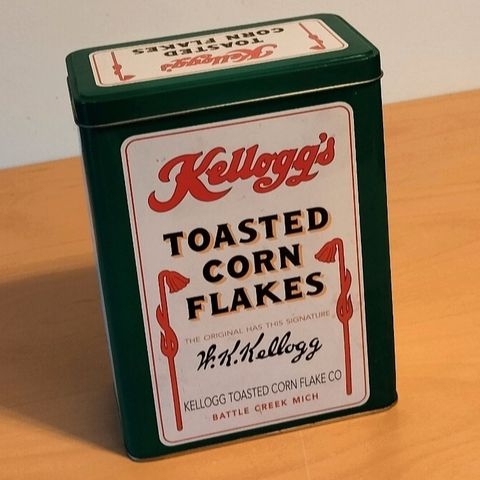 Kellogg's
TOASTED
CORN
FLAKES
Kellogg's
TOASTED
CORN
FLAKES
THE ORIGINAL HAS THIS SIGNATURE
W.K.Kellogg
KELLOGG TOASTED CORN FLAKE CO
BATTLE CREEK MICH